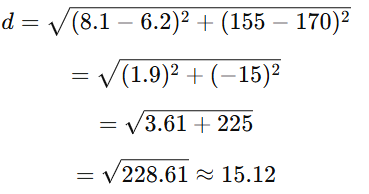 d = √(8.1 − 6.2)² + (155 − 170)²
= √(1.9)² + (−15)²
= √3.61 + 225
= √228.61 ≈ 15.12